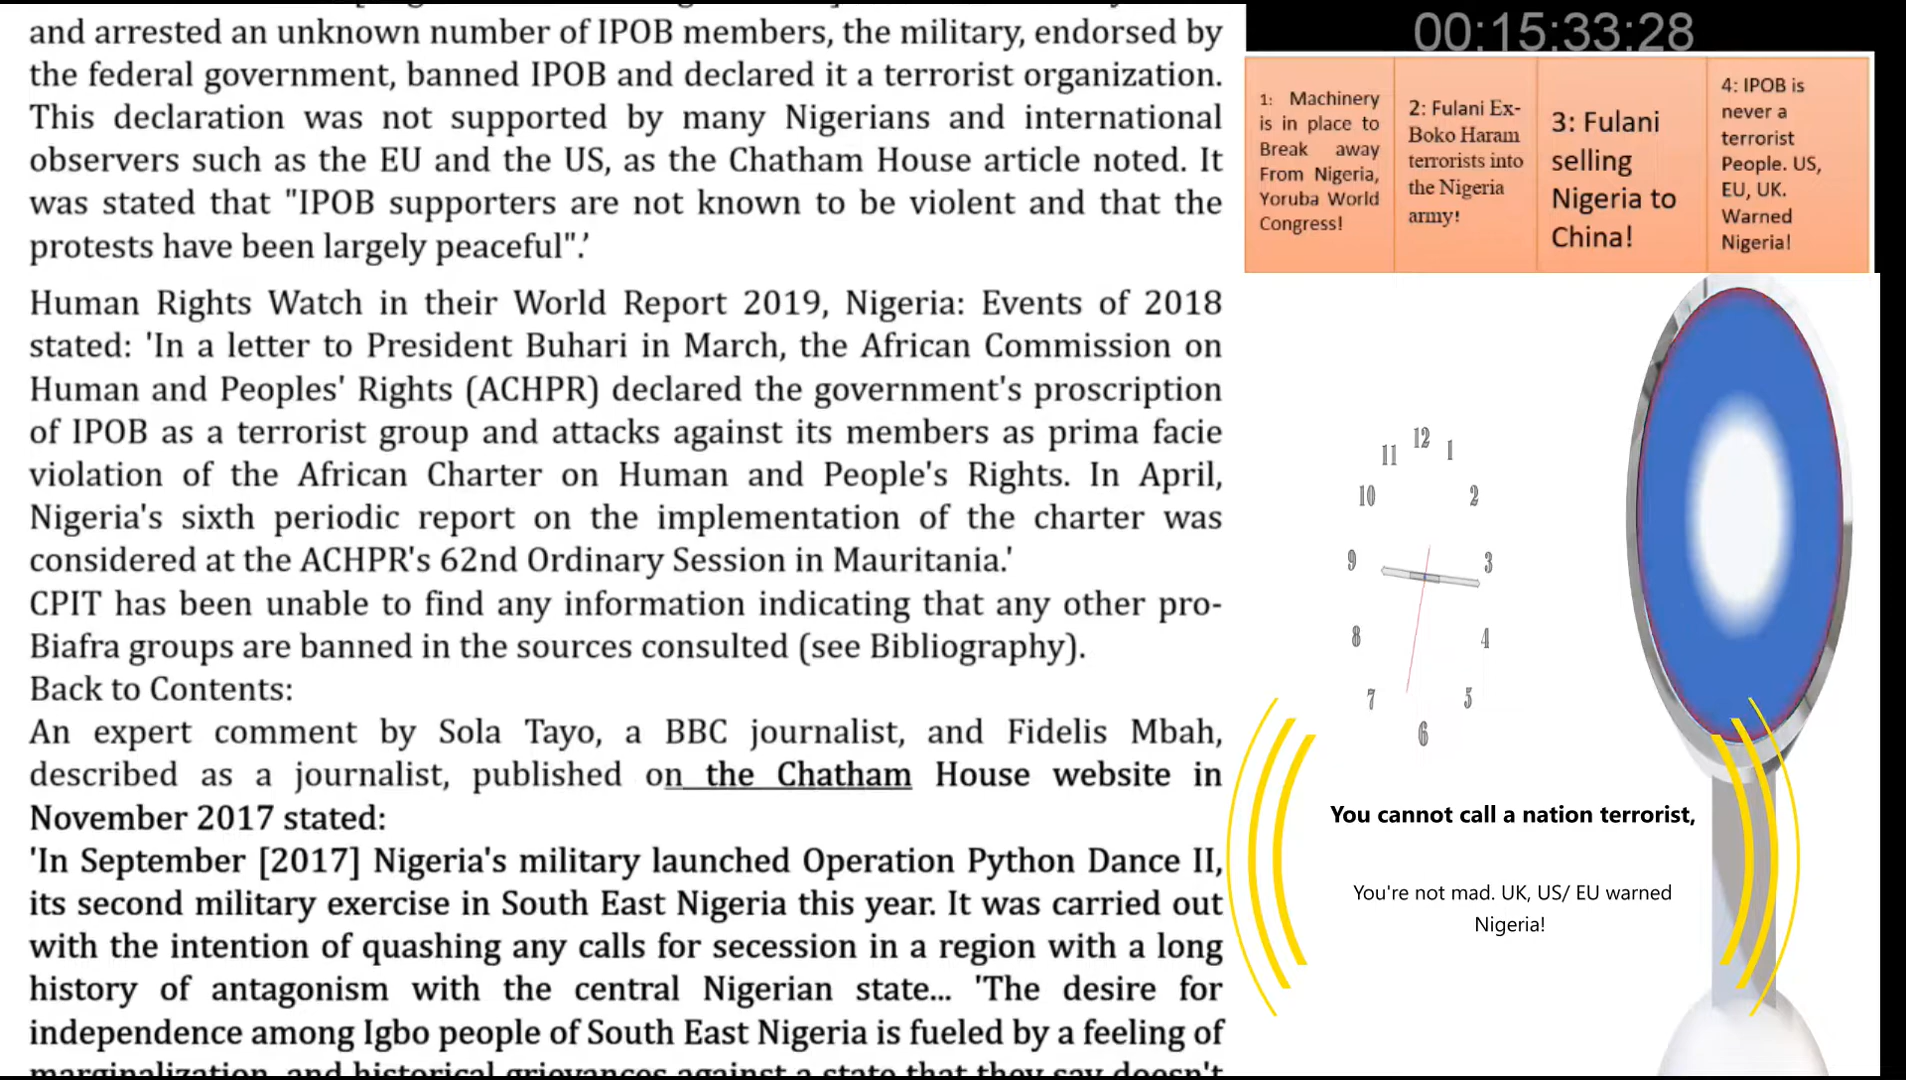 and arrested an unknown number of IPOB members, the military, endorsed by
the federal government, banned IPOB and declared it a terrorist organization.
This declaration was not supported by many Nigerians and international
observers such as the EU and the US, as the Chatham House article noted. It
was stated that "IPOB supporters are not known to be violent and that the
protests have been largely peaceful".'
Human Rights Watch in their World Report 2019, Nigeria: Events of 2018
stated: 'In a letter to President Buhari in March, the African Commission on
Human and Peoples' Rights (ACHPR) declared the government's proscription
of IPOB as a terrorist group and attacks against its members as prima facie
violation of the African Charter on Human and People's Rights. In April,
Nigeria's sixth periodic report on the implementation of the charter was
considered at the ACHPR's 62nd Ordinary Session in Mauritania.'
CPIT has been unable to find any information indicating that any other pro-
Biafra groups are banned in the sources consulted (see Bibliography).
Back to Contents:
An expert comment by Sola Tayo, a BBC journalist, and Fidelis Mbah,
described as a journalist, published on the Chatham House website in
November 2017 stated:
'In September [2017] Nigeria's military launched Operation Python Dance II,
its second military exercise in South East Nigeria this year. It was carried out
with the intention of quashing any calls for secession in a region with a long
history of antagonism with the central Nigerian state... 'The desire for
independence among Igbo people of South East Nigeria is fueled by a feeling of
marginalization, and historical grievances against a state that they say doesn't
00:15:33:28
1: Machinery
is in place to
Break away
From Nigeria,
Yoruba World
Congress!
2: Fulani Ex-
Boko Haram
terrorists into
the Nigeria
army!
3: Fulani
selling
Nigeria to
China!
4: IPOB is
never a
terrorist
People. US,
EU, UK.
Warned
Nigeria!
12
1
2
3
4
5
6
7
8
9
10
11
You cannot call a nation terrorist,
You're not mad. UK, US/ EU warned
Nigeria!